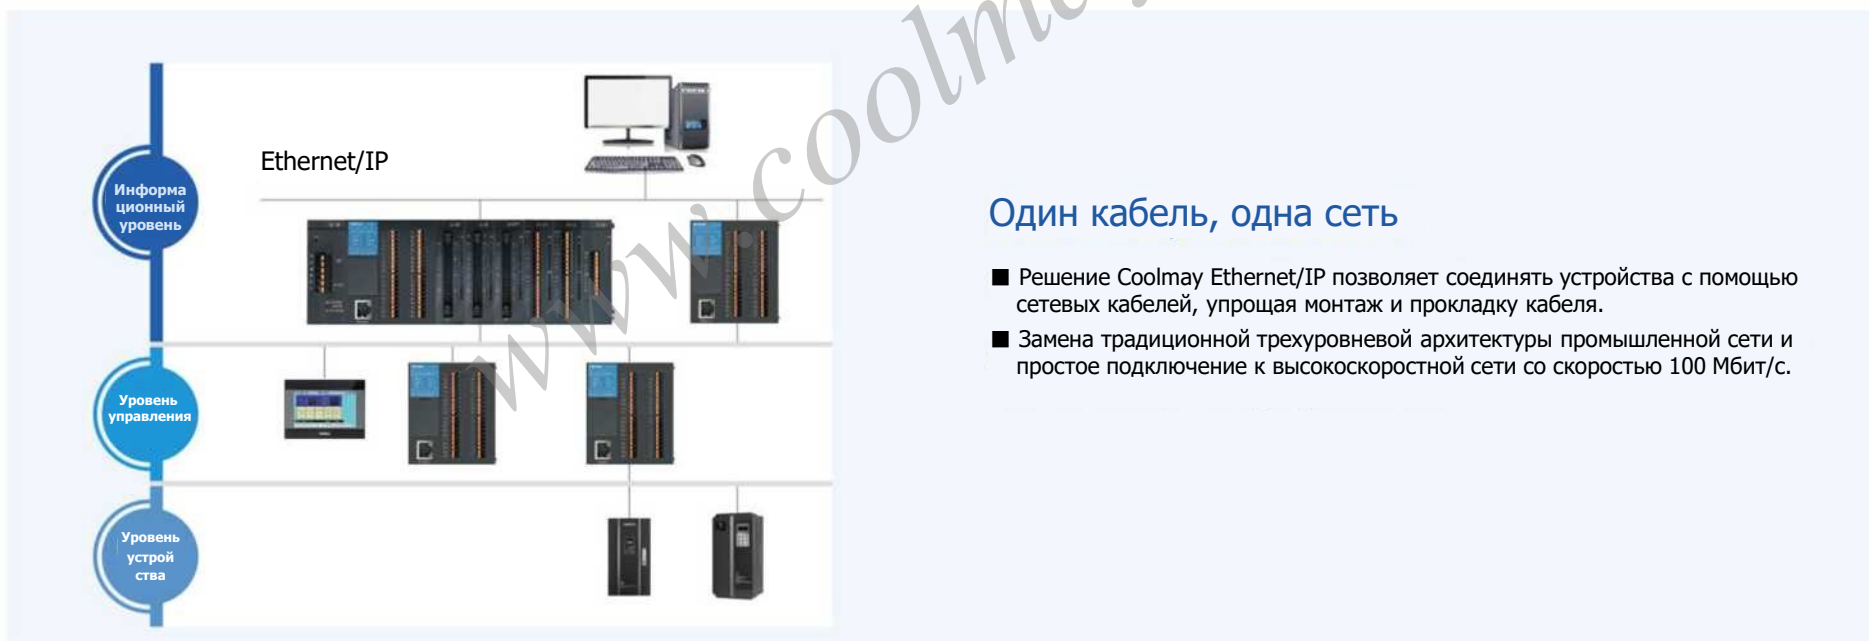 www.coolmay
Ethernet/IP
Информа
ционный
уровень
Уровень
управления
Уровень
устрой
ства
Один кабель, одна сеть
■ Решение Coolmay Ethernet/IP позволяет соединять устройства с помощью
сетевых кабелей, упрощая монтаж и прокладку кабеля.
■ Замена традиционной трехуровневой архитектуры промышленной сети и
простое подключение к высокоскоростной сети со скоростью 100 Мбит/с.